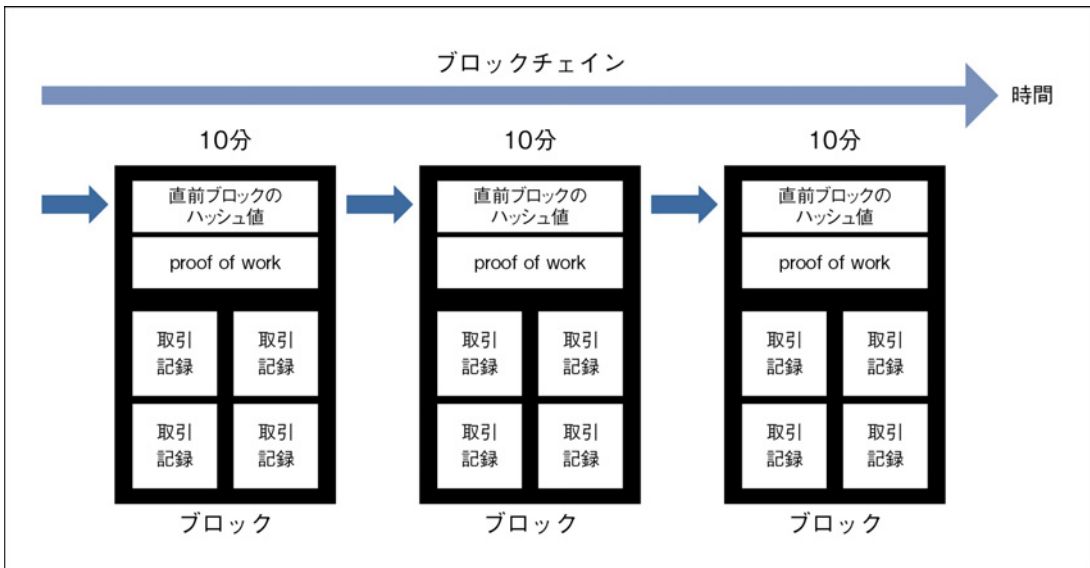 ブロックチェイン
時間
10分
10分
10分
直前ブロックの
ハッシュ値
proof of work
取引
記録
取引
記録
取引
記録
取引
記録
ブロック
直前ブロックの
ハッシュ値
proof of work
取引
記録
取引
記録
取引
記録
取引
記録
ブロック
直前ブロックの
ハッシュ値
proof of work
取引
記録
取引
記録
取引
記録
取引
記録
ブロック